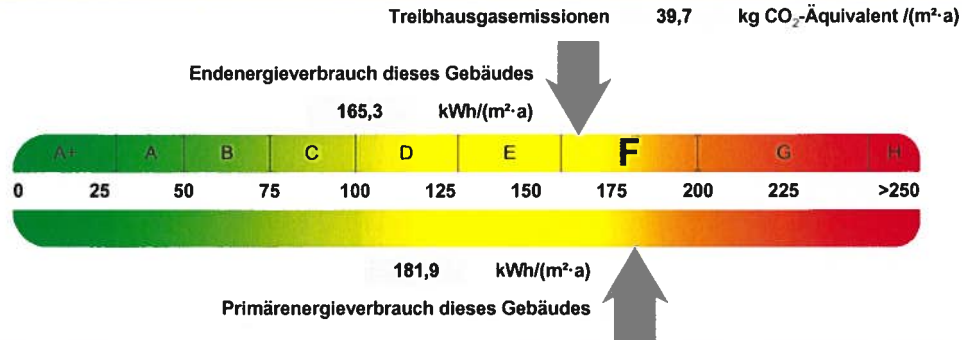 Treibhausgasemissionen 39,7 kg CO₂-Äquivalent /(m²·a)
Endenergieverbrauch dieses Gebäudes
165,3 kWh/(m²·a)
A+ A B C D E F G H
0 25 50 75 100 125 150 175 200 225 >250
181,9 kWh/(m²·a)
Primärenergieverbrauch dieses Gebäudes